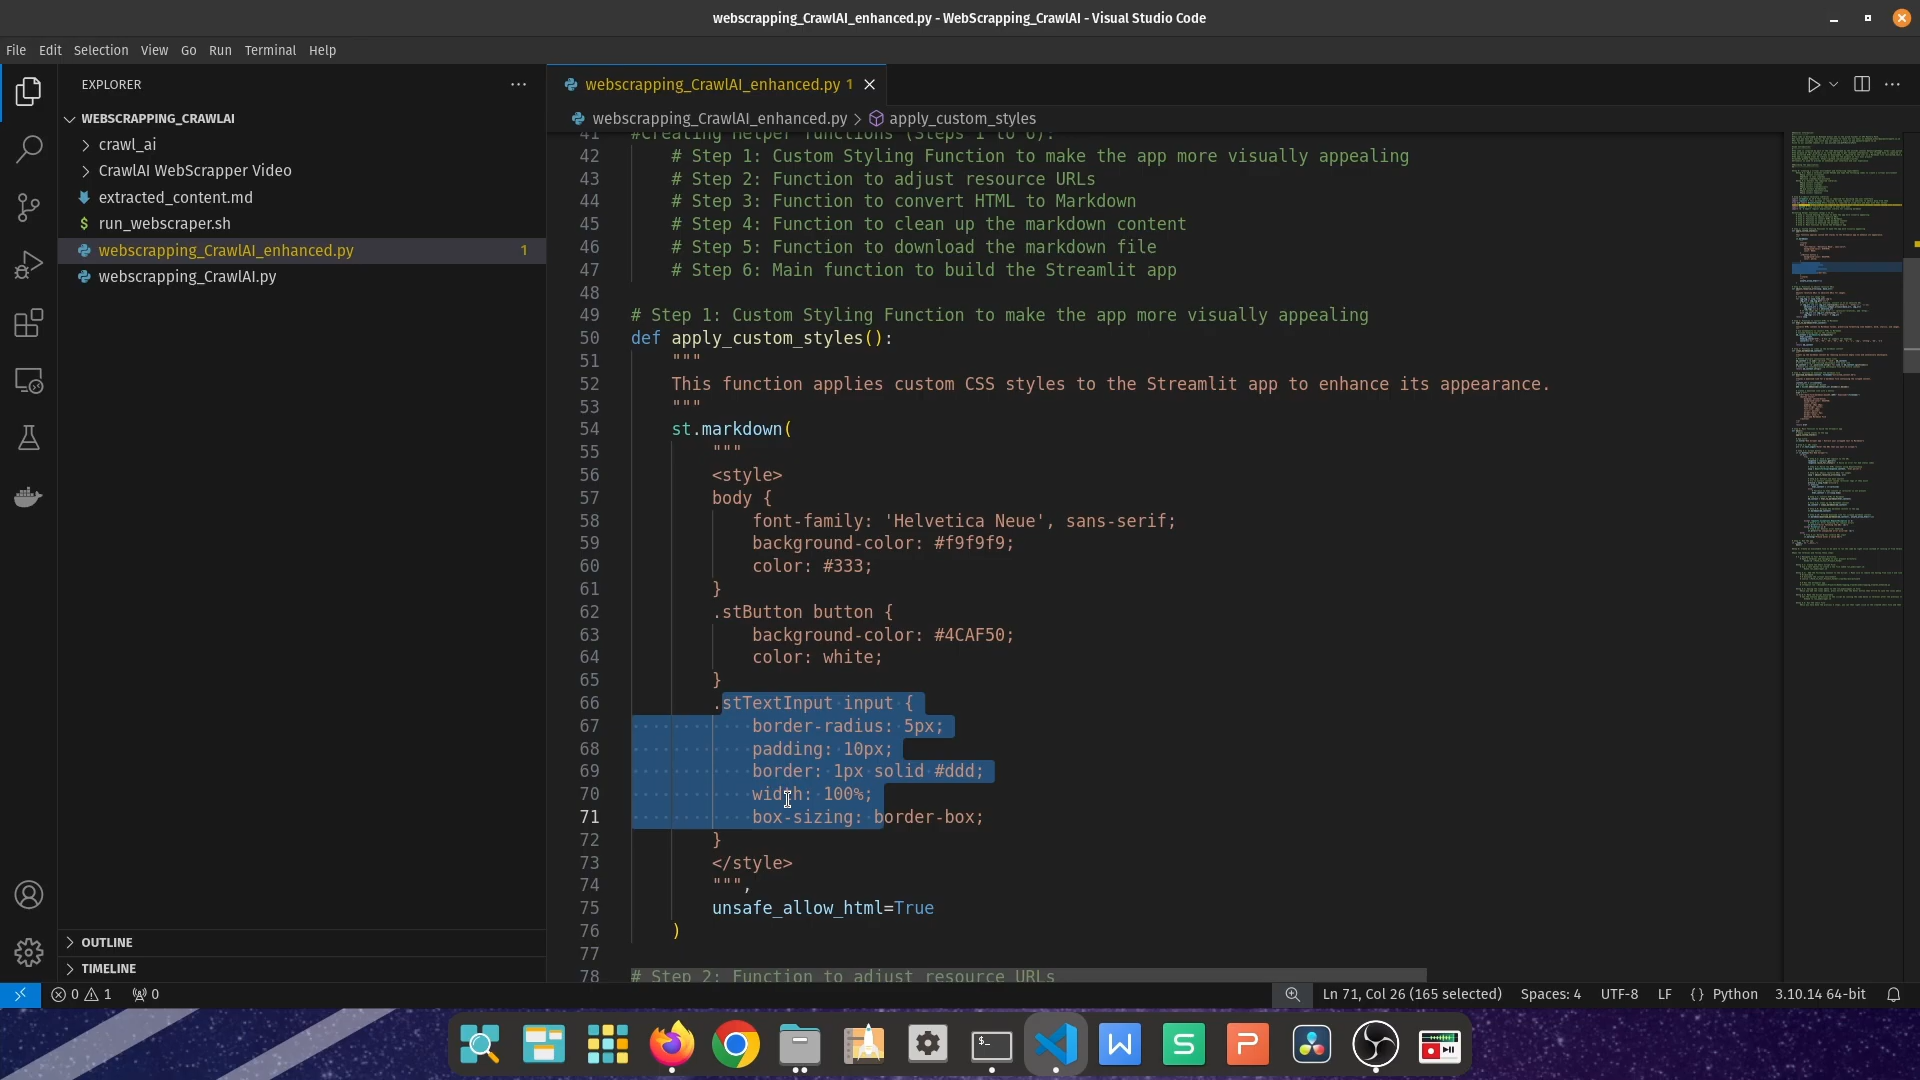 webscrapping_CrawlAI_enhanced.py - WebScrapping_CrawlAI - Visual Studio Code
File Edit Selection View Go Run Terminal Help
EXPLORER
WEBSCRAPPING_CRAWLAI
crawl_ai
CrawlAI WebScrapper Video
extracted_content.md
$ run_webscraper.sh
webscrapping_CrawlAI_enhanced.py 1
webscrapping_CrawlAI.py
OUTLINE
TIMELINE
webscrapping_CrawlAI_enhanced.py 1
webscrapping_CrawlAI_enhanced.py > apply_custom_styles
41 #Creating Helper functions (Steps 1 to 6):
42 # Step 1: Custom Styling Function to make the app more visually appealing
43 # Step 2: Function to adjust resource URLs
44 # Step 3: Function to convert HTML to Markdown
45 # Step 4: Function to clean up the markdown content
46 # Step 5: Function to download the markdown file
47 # Step 6: Main function to build the Streamlit app
48
49 # Step 1: Custom Styling Function to make the app more visually appealing
50 def apply_custom_styles():
51 """
52 This function applies custom CSS styles to the Streamlit app to enhance its appearance.
53 """
54 st.markdown(
55 """
56 <style>
57 body {
58 font-family: 'Helvetica Neue', sans-serif;
59 background-color: #f9f9f9;
60 color: #333;
61 }
62 .stButton button {
63 background-color: #4CAF50;
64 color: white;
65 }
66 .stTextInput input {
67 border-radius: 5px;
68 padding: 10px;
69 border: 1px solid #ddd;
70 width: 100%;
71 box-sizing: border-box;
72 }
73 </style>
74 """,
75 unsafe_allow_html=True
76 )
77
78 # Step 2: Function to adjust resource URLs
0 1 0 Ln 71, Col 26 (165 selected) Spaces: 4 UTF-8 LF {} Python 3.10.14 64-bit
$_ W S P